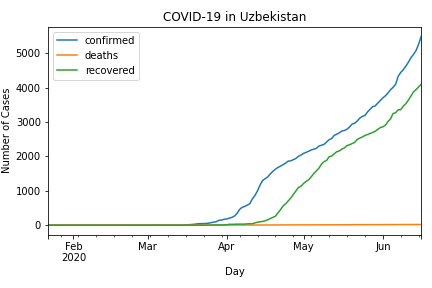 COVID-19 in Uzbekistan
confirmed
deaths
recovered
Number of Cases
5000
4000
3000
2000
1000
0
Feb
2020
Mar
Apr
May
Jun
Day